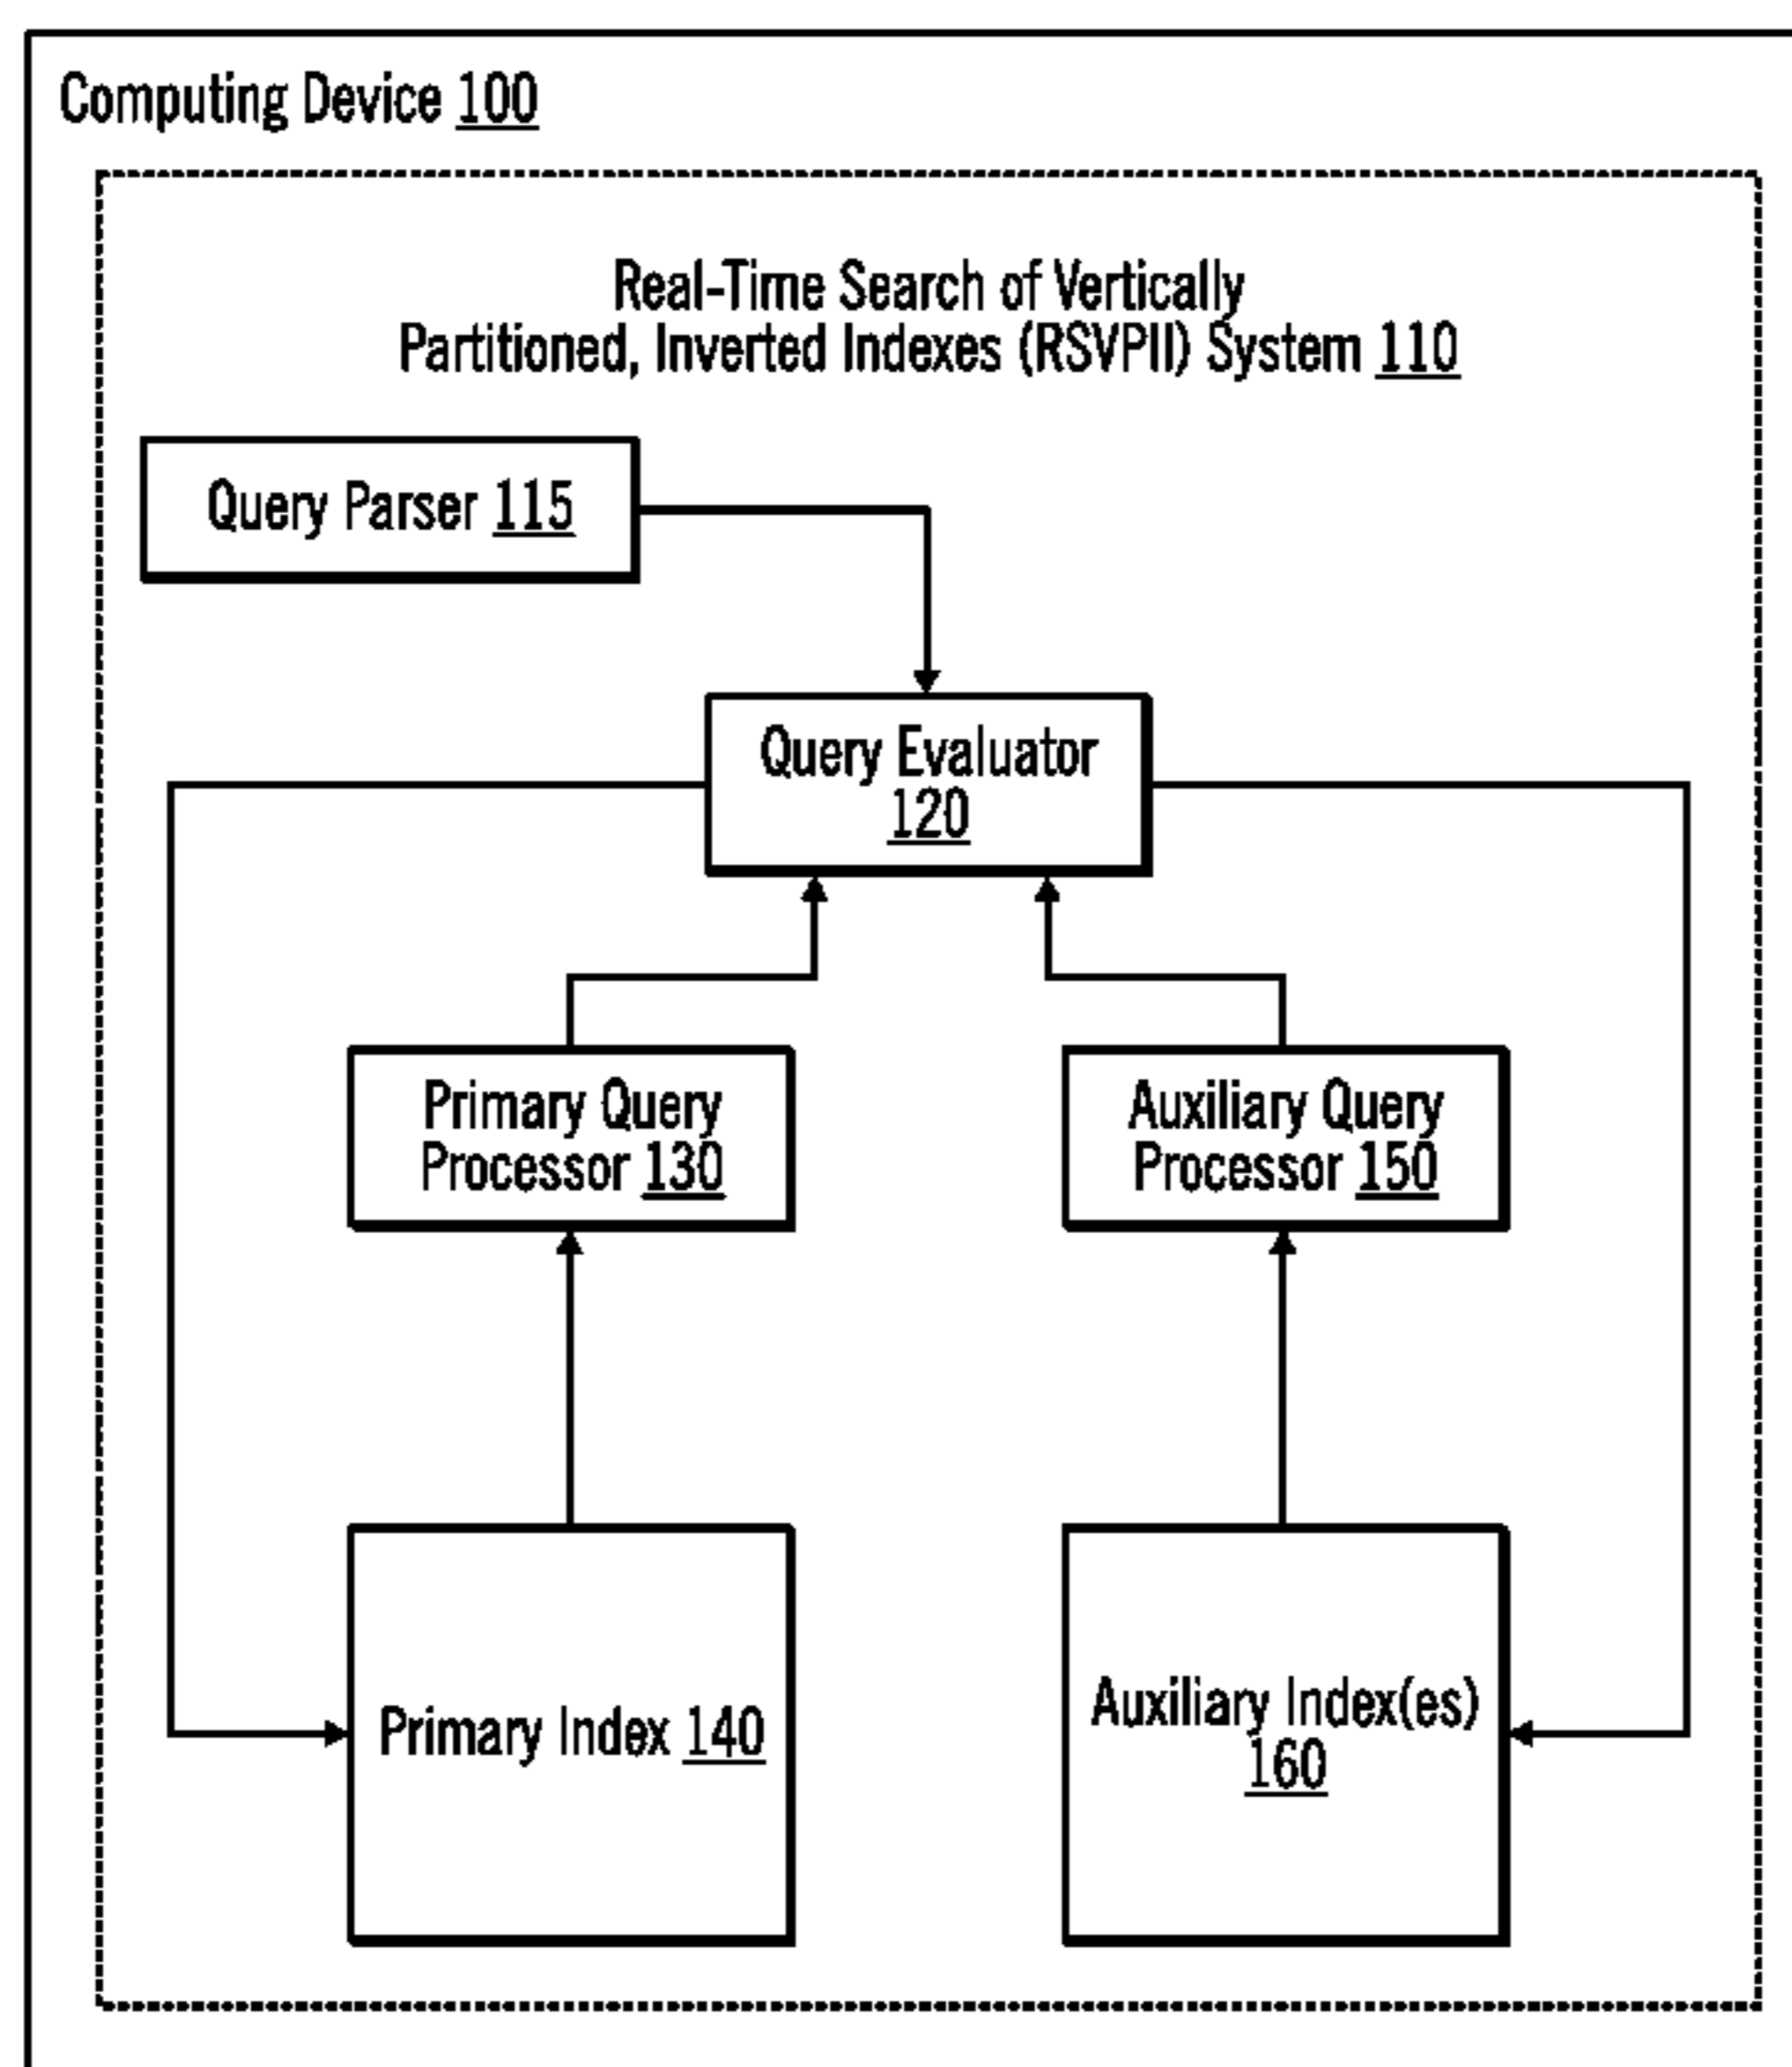 Computing Device 100
Real-Time Search of Vertically
Partitioned, Inverted Indexes (RSVPII) System 110
Query Parser 115
Query Evaluator
120
Primary Query
Processor 130
Auxiliary Query
Processor 150
Primary Index 140
Auxiliary Index(es)
160